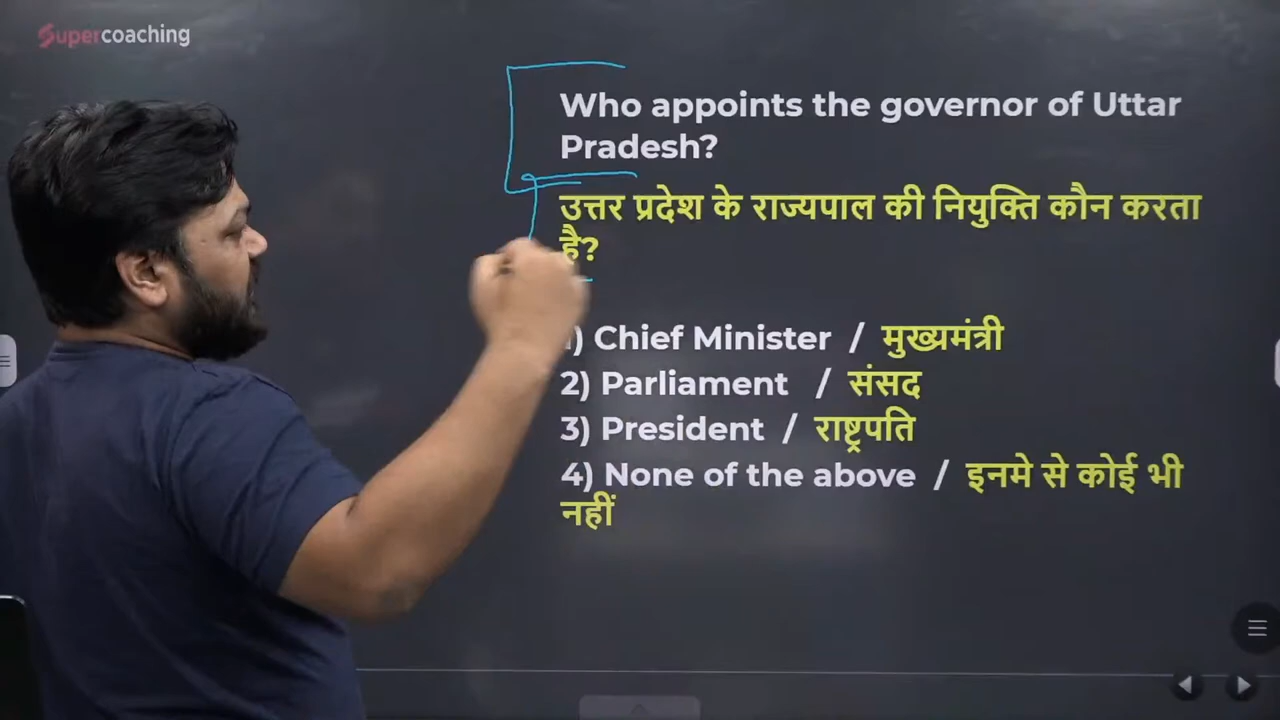 Supercoaching
Who appoints the governor of Uttar
Pradesh?
उत्तर प्रदेश के राज्यपाल की नियुक्ति कौन करता
है?
) Chief Minister / मुख्यमंत्री
2) Parliament / संसद
3) President / राष्ट्रपति
4) None of the above / इनमे से कोई भी
नहीं